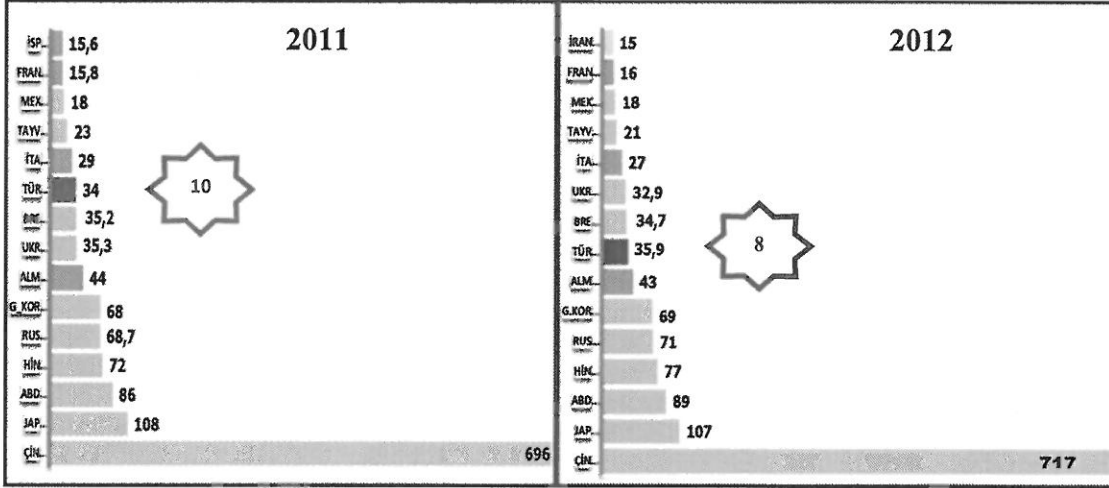 2011
İSP. 15,6
FRAN. 15,8
MEK. 18
TAYV. 23
İTA. 29
TÜR. 34
BRE. 35,2
UKR. 35,3
ALM. 44
G_KOR. 68
RUS. 68,7
HİN. 72
ABD. 86
JAP. 108
ÇİN. 696
10
2012
İRAN. 15
FRAN. 16
MEK. 18
TAYV. 21
İTA. 27
UKR. 32,9
BRE. 34,7
TÜR. 35,9
ALM. 43
G.KOR. 69
RUS. 71
HİN. 77
ABD. 89
JAP. 107
ÇİN. 717
8